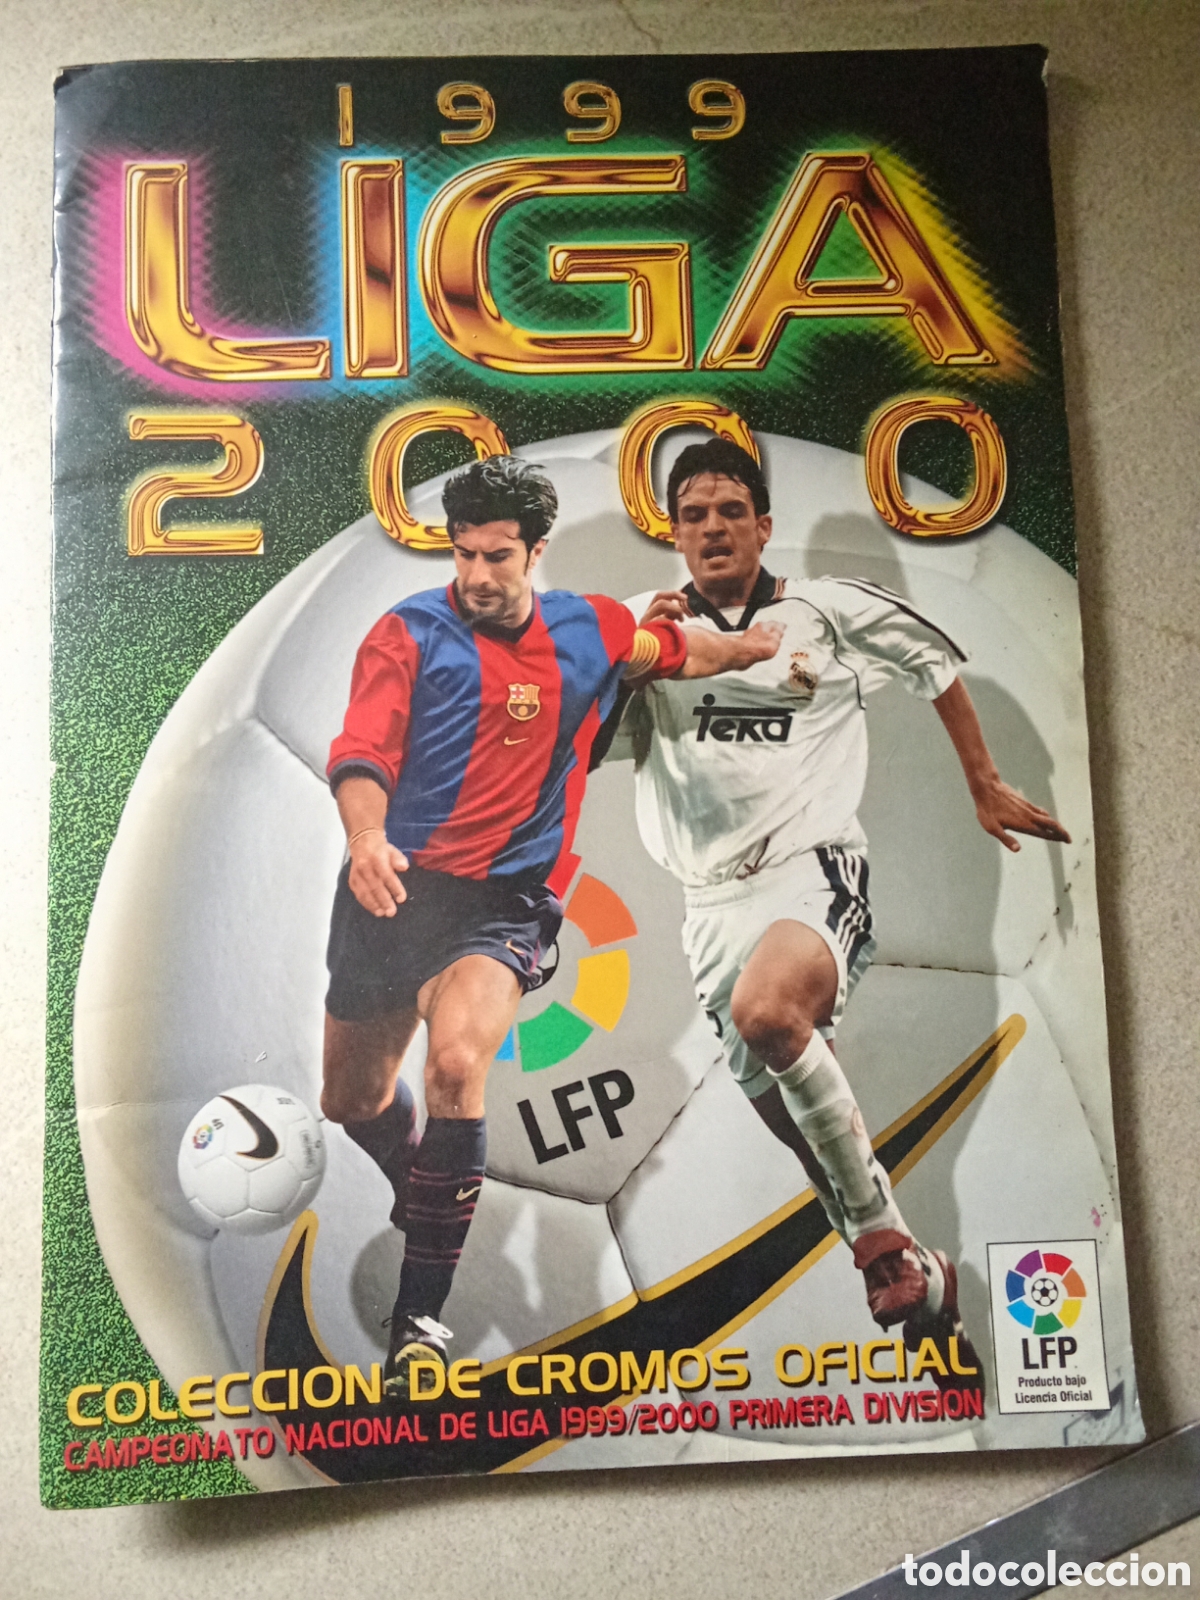 1999
LIGA
2000
Teka
LFP
LFP
Producto bajo
Licencia Oficial
COLECCION DE CROMOS OFICIAL
CAMPEONATO NACIONAL DE LIGA 1999/2000 PRIMERA DIVISION
todocoleccion